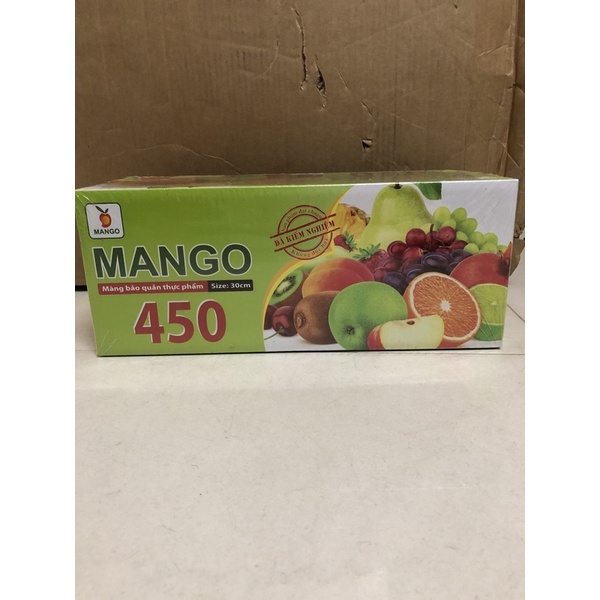 MANGO
MANGO
Màng bảo quản thực phẩm Size: 30cm
450
ĐÃ KIỂM NGHIỆM